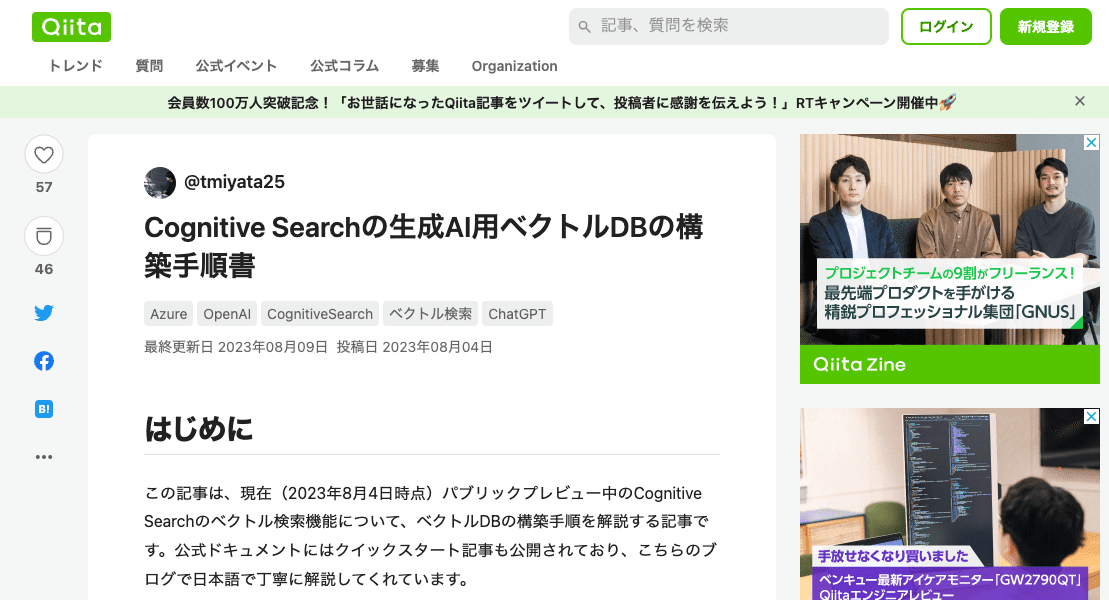 Qiita
記事、質問を検索
ログイン
新規登録
トレンド
質問
公式イベント
公式コラム
募集
Organization
会員数100万人突破記念！「お世話になったQiita記事をツイートして、投稿者に感謝を伝えよう！」RTキャンペーン開催中🚀
57
46
B!
@tmiyata25
Cognitive Searchの生成AI用ベクトルDBの構
築手順書
Azure
OpenAI
CognitiveSearch
ベクトル検索
ChatGPT
最終更新日 2023年08月09日 投稿日 2023年08月04日
はじめに
この記事は、現在（2023年8月4日時点）パブリックプレビュー中のCognitive
Searchのベクトル検索機能について、ベクトルDBの構築手順を解説する記事で
す。公式ドキュメントにはクイックスタート記事も公開されており、こちらのブ
ログで日本語で丁寧に解説してくれています。
プロジェクトチームの9割がフリーランス！
最先端プロダクトを手がける
精鋭プロフェッショナル集団「GNUS」
Qiita Zine
手放せなくなり買いました
ベンキュー最新アイケアモニター「GW2790QT」
Qiitaエンジニアレビュー